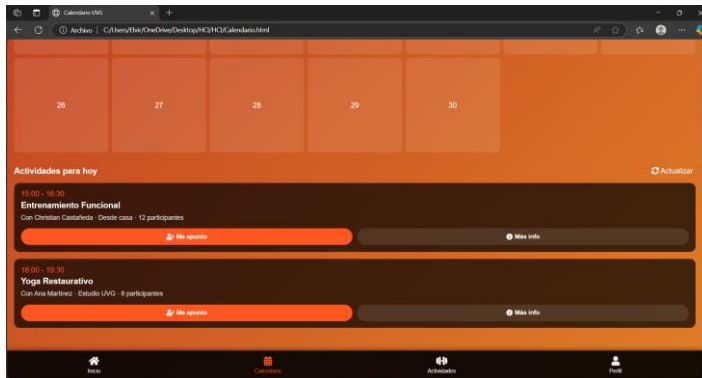 Calendario UVG
Archivo | C:/Users/Elvir/OneDrive/Desktop/HCI/HCI/Calendario.html
26 27 28 29 30
Actividades para hoy
Actualizar
15:00 - 16:30
Entrenamiento Funcional
Con Christian Castañeda · Desde casa · 12 participantes
Me apunto
Más info
18:00 - 19:30
Yoga Restaurativo
Con Ana Martínez · Estudio UVG · 8 participantes
Me apunto
Más info
Inicio
Calendario
Actividades
Perfil